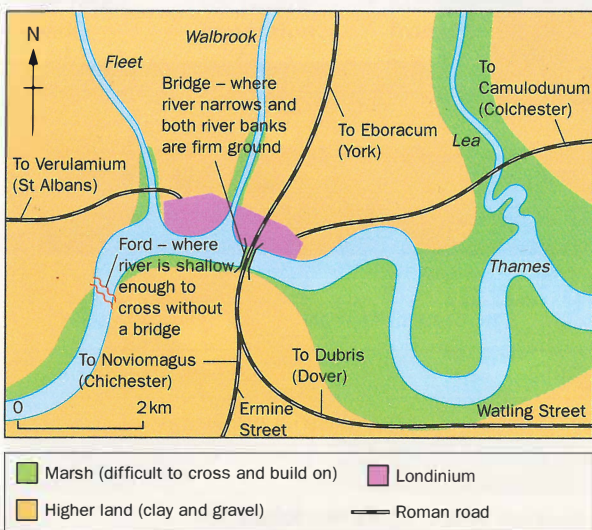 N
Fleet
Walbrook
Bridge – where
river narrows and
both river banks
are firm ground
To
Camulodunum
(Colchester)
To Eboracum
(York)
Lea
To Verulamium
(St Albans)
Ford – where
river is shallow
enough to
cross without
a bridge
Thames
To Noviomagus
(Chichester)
To Dubris
(Dover)
0
2 km
Ermine
Street
Watling Street
Marsh (difficult to cross and build on)
Londinium
Higher land (clay and gravel)
Roman road